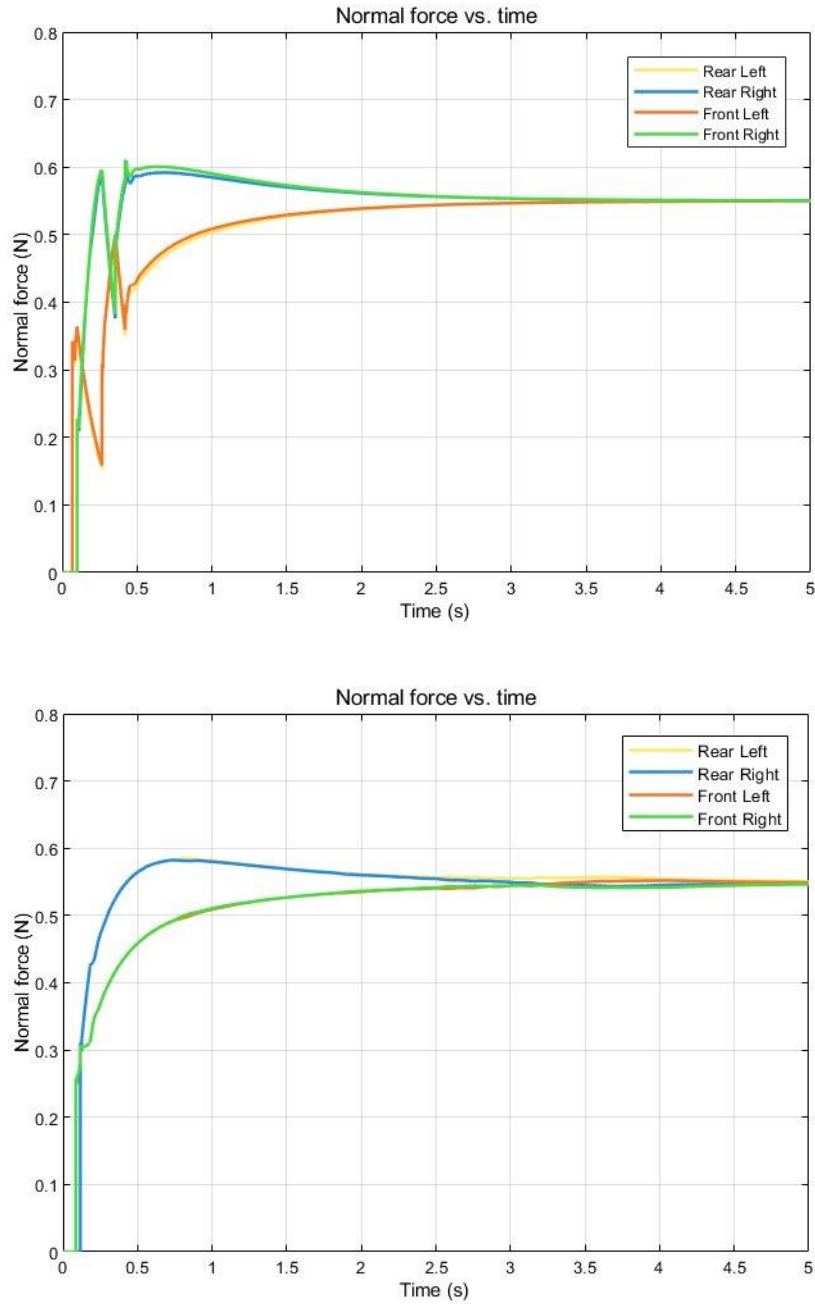 Normal force vs. time
Normal force (N)
0.8
0.7
0.6
0.5
0.4
0.3
0.2
0.1
0
Rear Left
Rear Right
Front Left
Front Right
0 0.5 1 1.5 2 2.5 3 3.5 4 4.5 5
Time (s)
Normal force vs. time
Normal force (N)
0.8
0.7
0.6
0.5
0.4
0.3
0.2
0.1
0
Rear Left
Rear Right
Front Left
Front Right
0 0.5 1 1.5 2 2.5 3 3.5 4 4.5 5
Time (s)